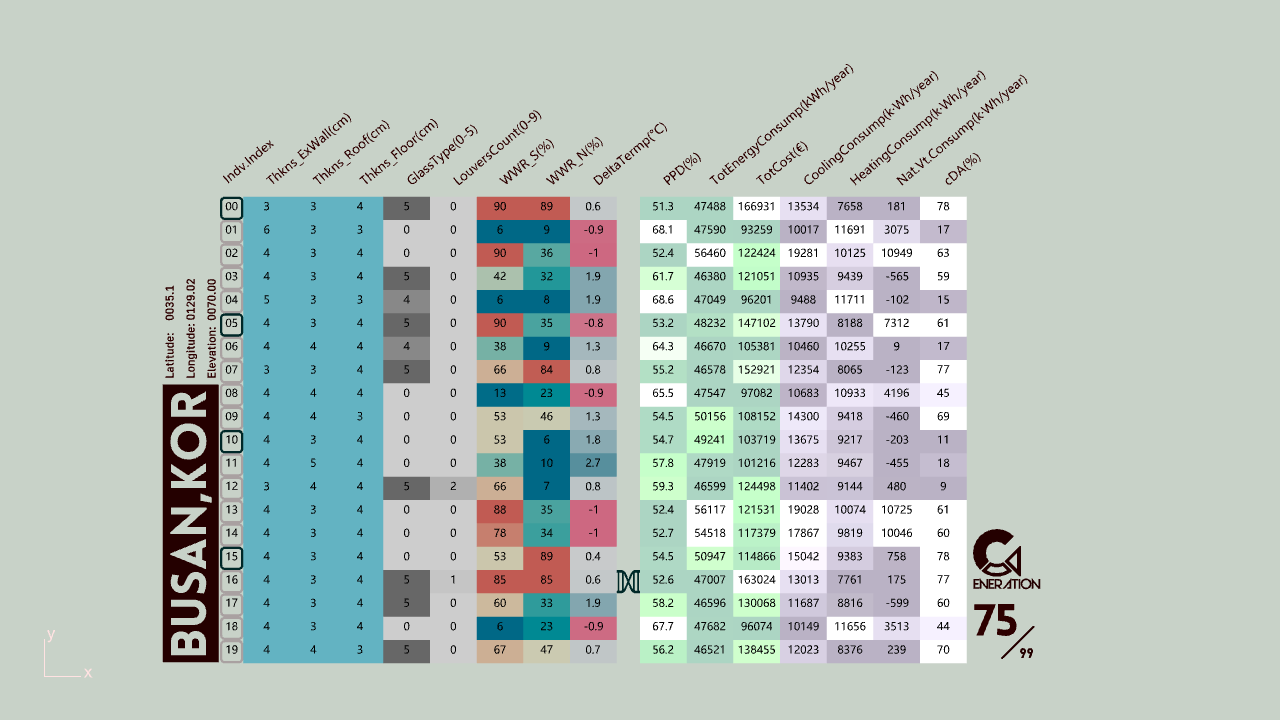 Indv.Index Thkns_ExWall(cm) Thkns_Roof(cm) Thkns_Floor(cm) GlassType(0-5) LouversCount(0-9) WWR_S(%) WWR_N(%) DeltaTermp(°C) PPD(%) TotEnergyConsump(kWh/year) TotCost(€) CoolingConsump(k·Wh/year) HeatingConsump(k·Wh/year) Nat.Vt.Consump(k·Wh/year) cDA(%)
00 3 3 4 5 0 90 89 0.6 51.3 47488 166931 13534 7658 181 78
01 6 3 3 0 0 6 9 -0.9 68.1 47590 93259 10017 11691 3075 17
02 4 3 4 0 0 90 36 -1 52.4 56460 122424 19281 10125 10949 63
03 4 3 4 5 0 42 32 1.9 61.7 46380 121051 10935 9439 -565 59
04 5 3 3 4 0 6 8 1.9 68.6 47049 96201 9488 11711 -102 15
05 4 3 4 5 0 90 35 -0.8 53.2 48232 147102 13790 8188 7312 61
06 4 4 4 4 0 38 9 1.3 64.3 46670 105381 10460 10255 9 17
07 3 3 4 5 0 66 84 0.8 55.2 46578 152921 12354 8065 -123 77
08 4 4 4 0 0 13 23 -0.9 65.5 47547 97082 10683 10933 4196 45
09 4 4 3 0 0 53 46 1.3 54.5 50156 108152 14300 9418 -460 69
10 4 3 4 0 0 53 6 1.8 54.7 49241 103719 13675 9217 -203 11
11 4 5 4 0 0 38 10 2.7 57.8 47919 101216 12283 9467 -455 18
12 3 4 4 5 2 66 7 0.8 59.3 46599 124498 11402 9144 480 9
13 4 3 4 0 0 88 35 -1 52.4 56117 121531 19028 10074 10725 61
14 4 3 4 0 0 78 34 -1 52.7 54518 117379 17867 9819 10046 60
15 4 3 4 0 0 53 89 0.4 54.5 50947 114866 15042 9383 758 78
16 4 3 4 5 1 85 85 0.6 52.6 47007 163024 13013 7761 175 77
17 4 3 4 5 0 60 33 1.9 58.2 46596 130068 11687 8816 -599 60
18 4 3 4 0 0 6 23 -0.9 67.7 47682 96074 10149 11656 3513 44
19 4 4 3 5 0 67 47 0.7 56.2 46521 138455 12023 8376 239 70
BUSAN,KOR
Latitude: 0035.1
Longitude: 0129.02
Elevation: 0070.00
ENERATION
75/99
y
x